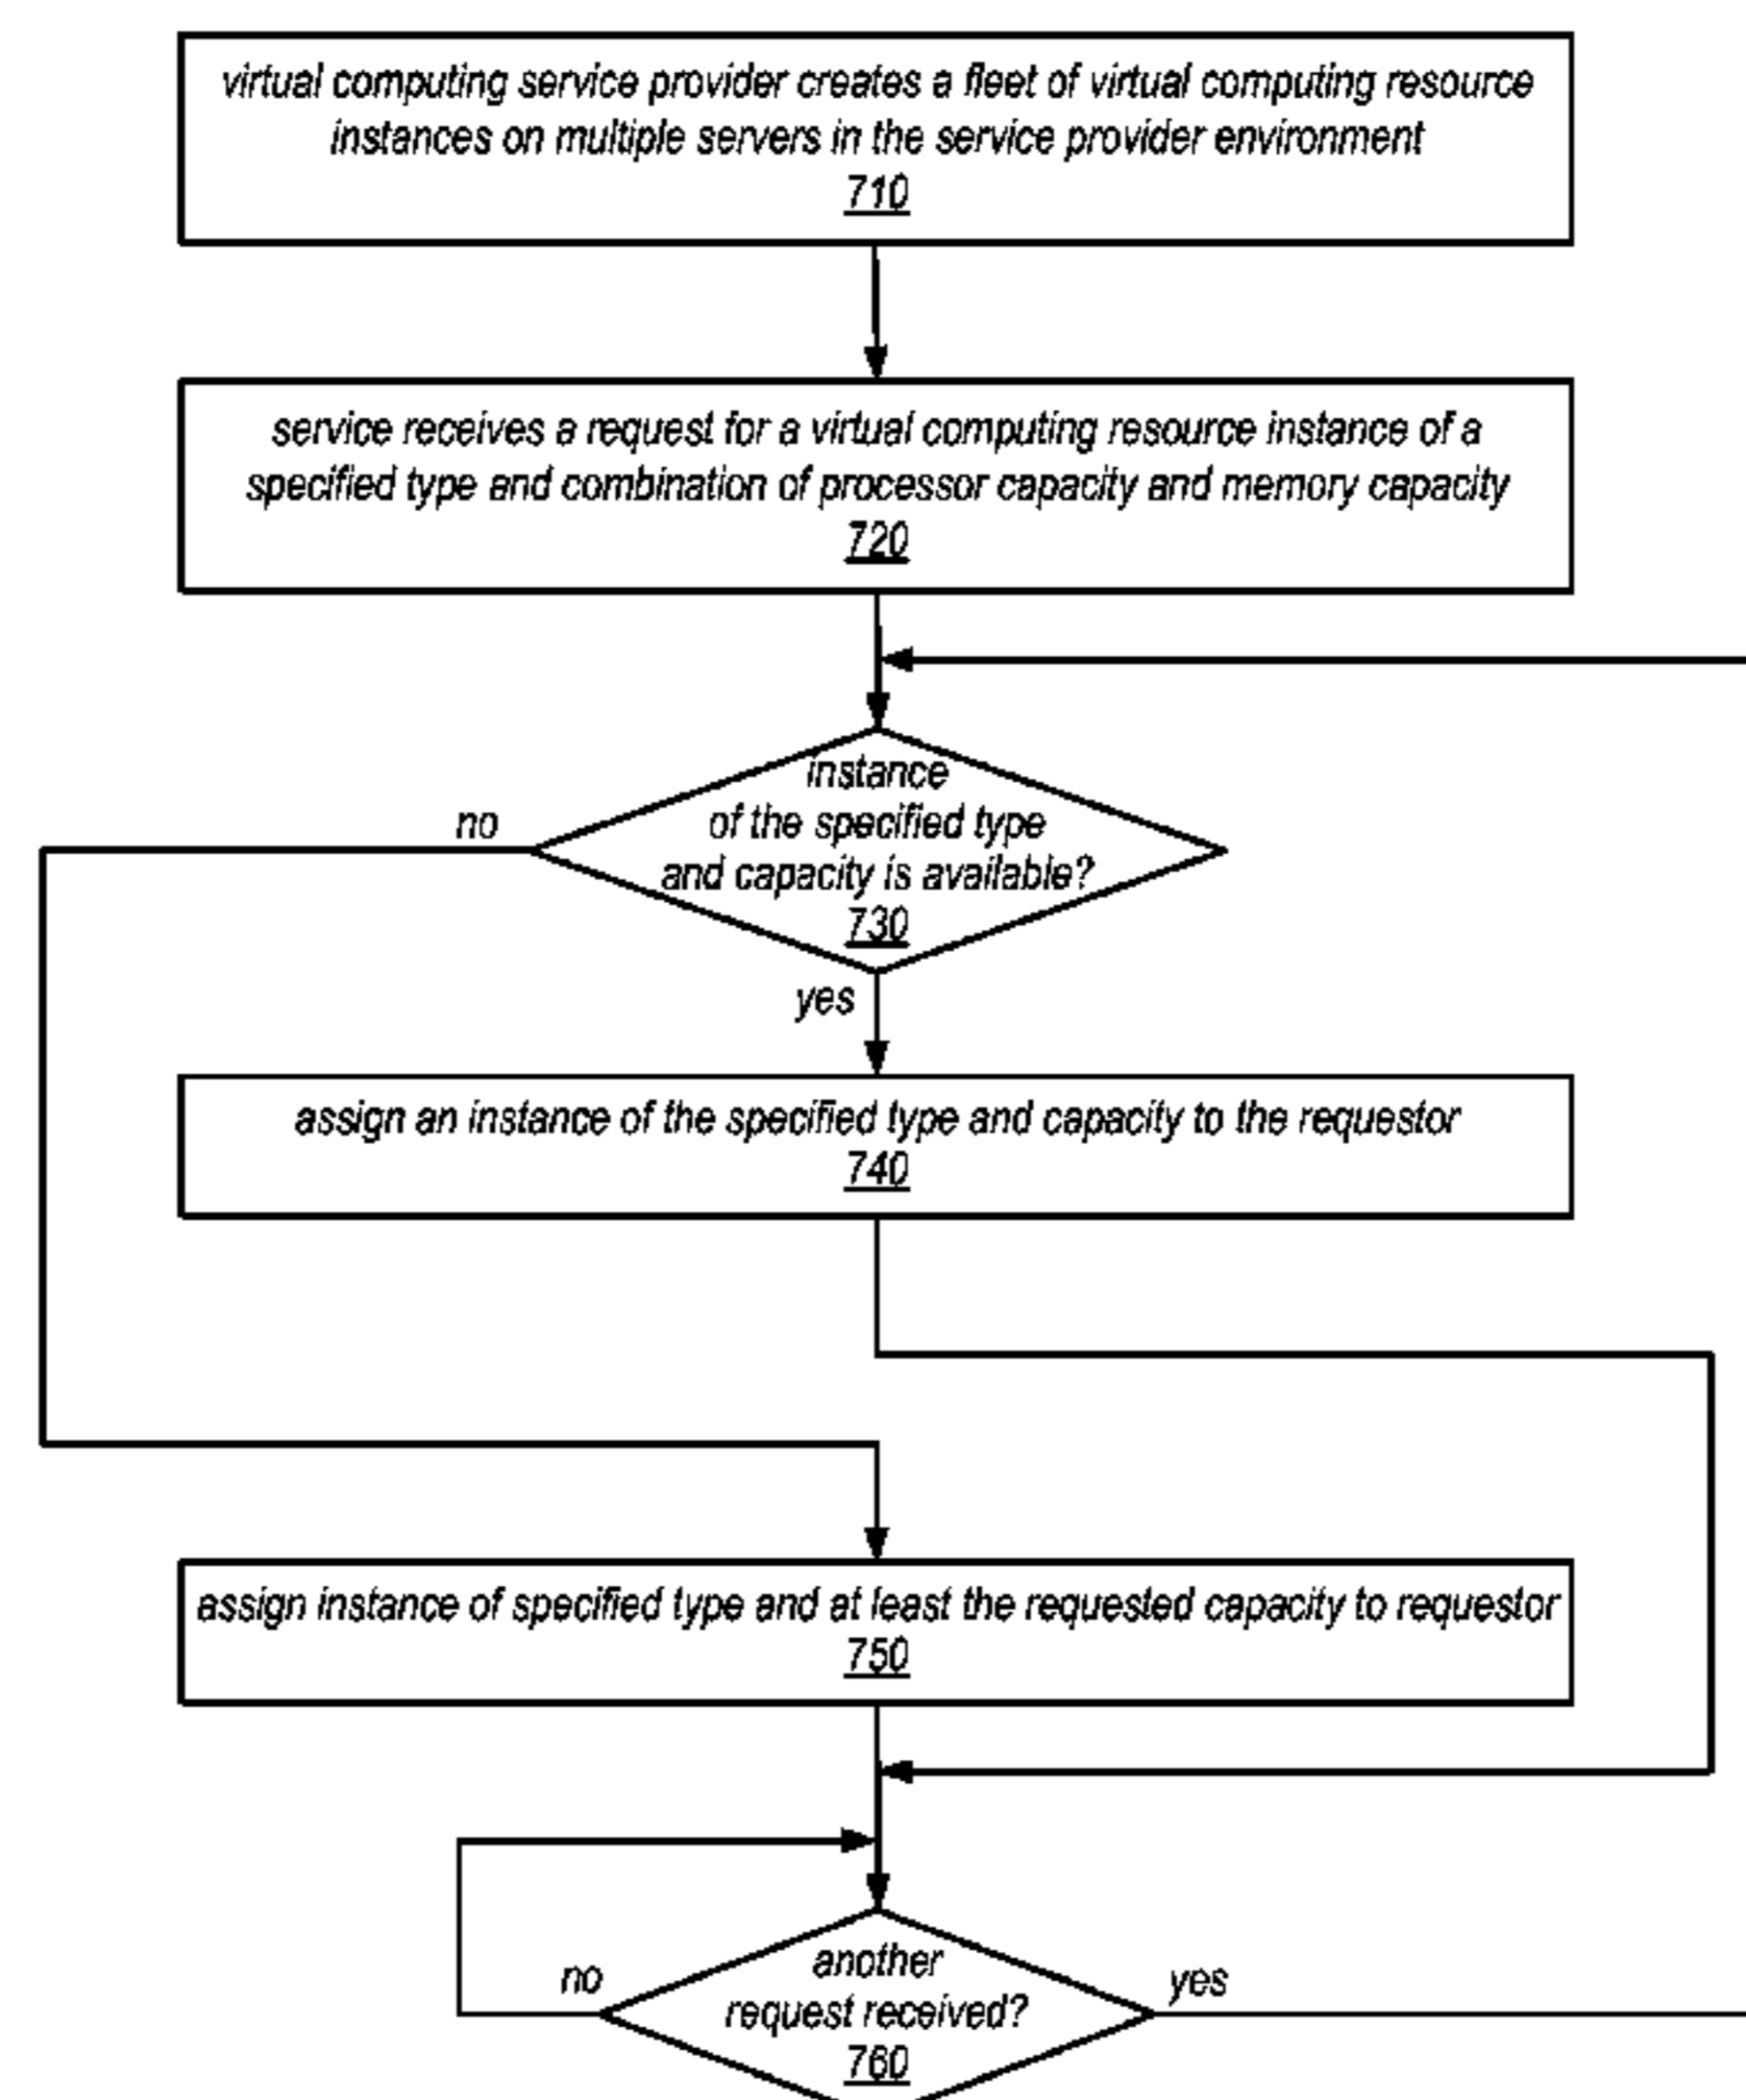 virtual computing service provider creates a fleet of virtual computing resource
instances on multiple servers in the service provider environment
710
service receives a request for a virtual computing resource instance of a
specified type and combination of processor capacity and memory capacity
720
instance
of the specified type
and capacity is available?
730
no
yes
assign an instance of the specified type and capacity to the requestor
740
assign instance of specified type and at least the requested capacity to requestor
750
another
request received?
760
no
yes